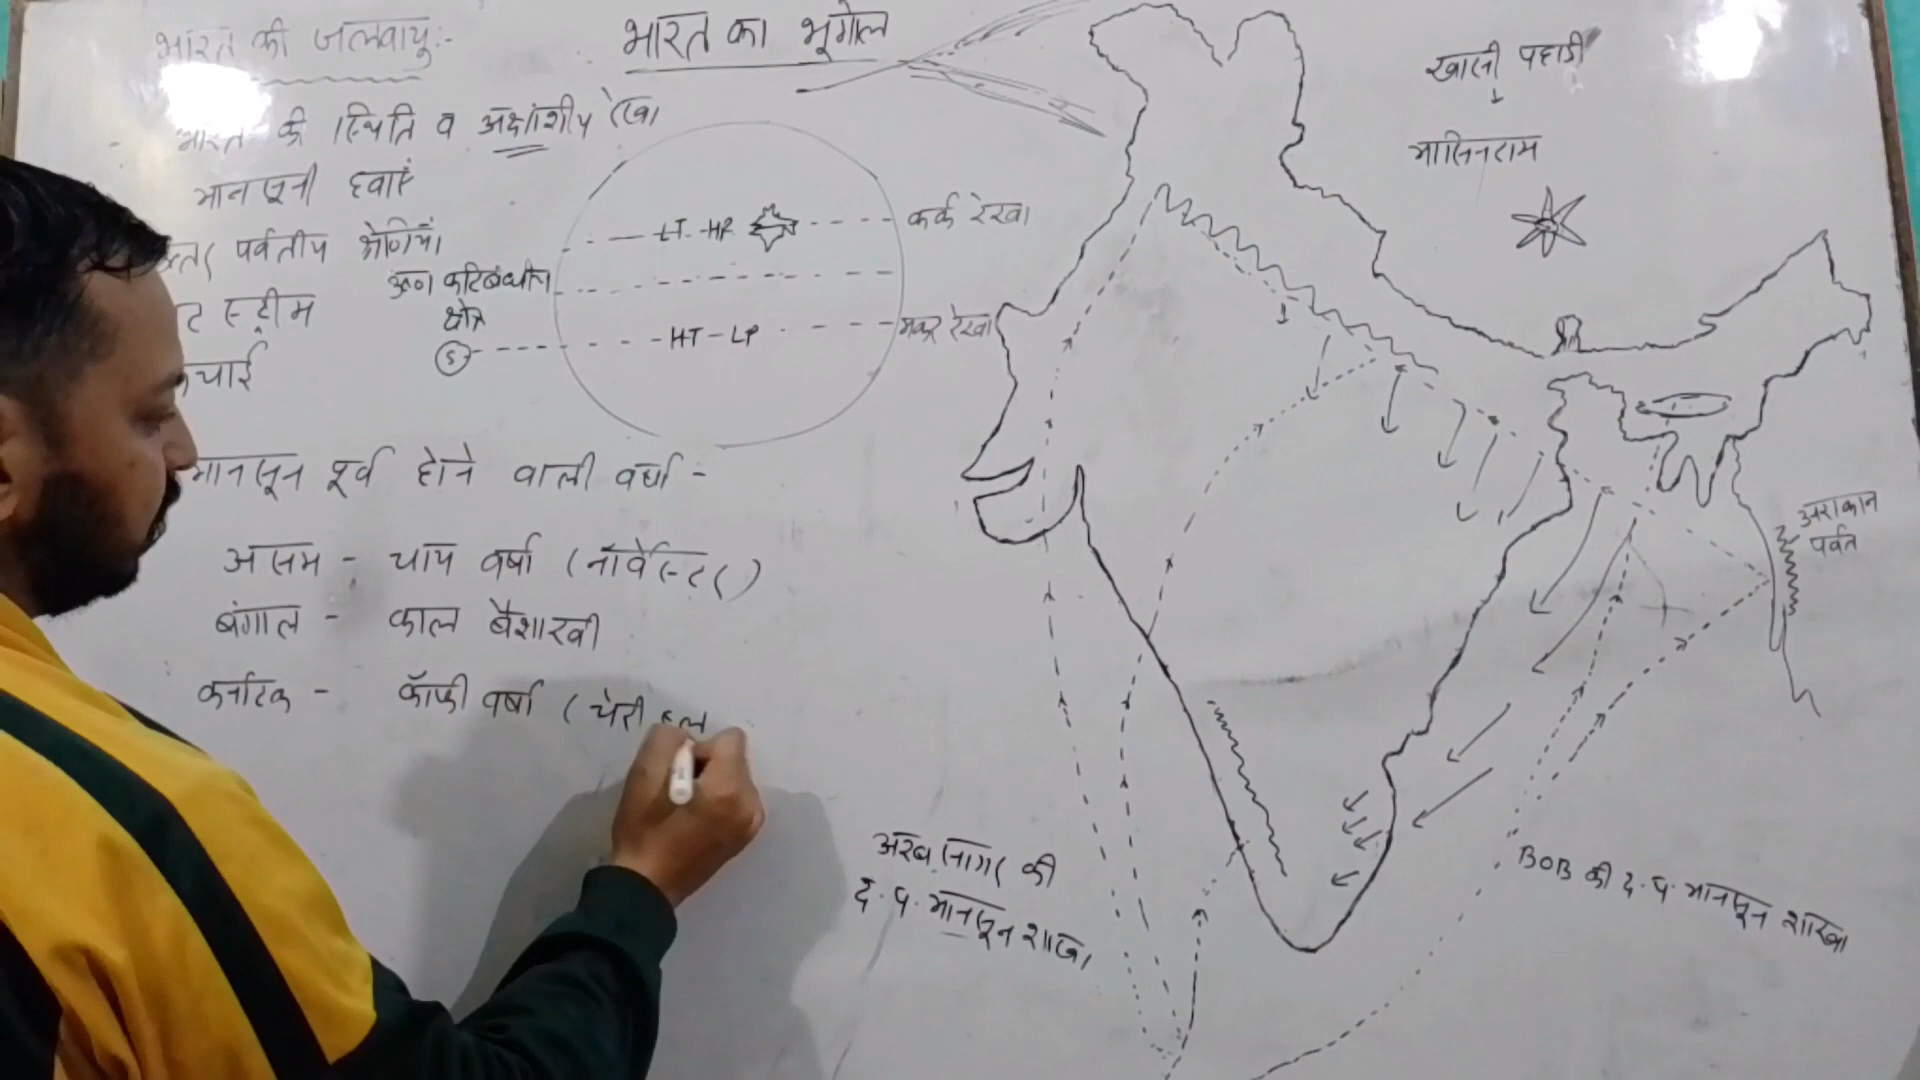 भारत का भूगोल
भारत की जलवायु:-
- भारत की स्थिति व अक्षांशीय रेखा
मानसूनी हवाएं
पर्वतीय श्रेणियां
स्ट्रीम
LT - HP
कर्क रेखा
उष्ण कटिबंधीय
क्षेत्र
HT - LP
मकर रेखा
S
मानसून पूर्व होने वाली वर्षा -
असम - चाय वर्षा (नॉर्वेस्टर)
बंगाल - काल बैशाखी
कर्नाटक - कॉफी वर्षा (चेरी
खासी पहाड़ी
↓
मासिनराम
अराकान
पर्वत
अरब सागर की
द.प. मानसून शाखा
BOB की द.प. मानसून शाखा